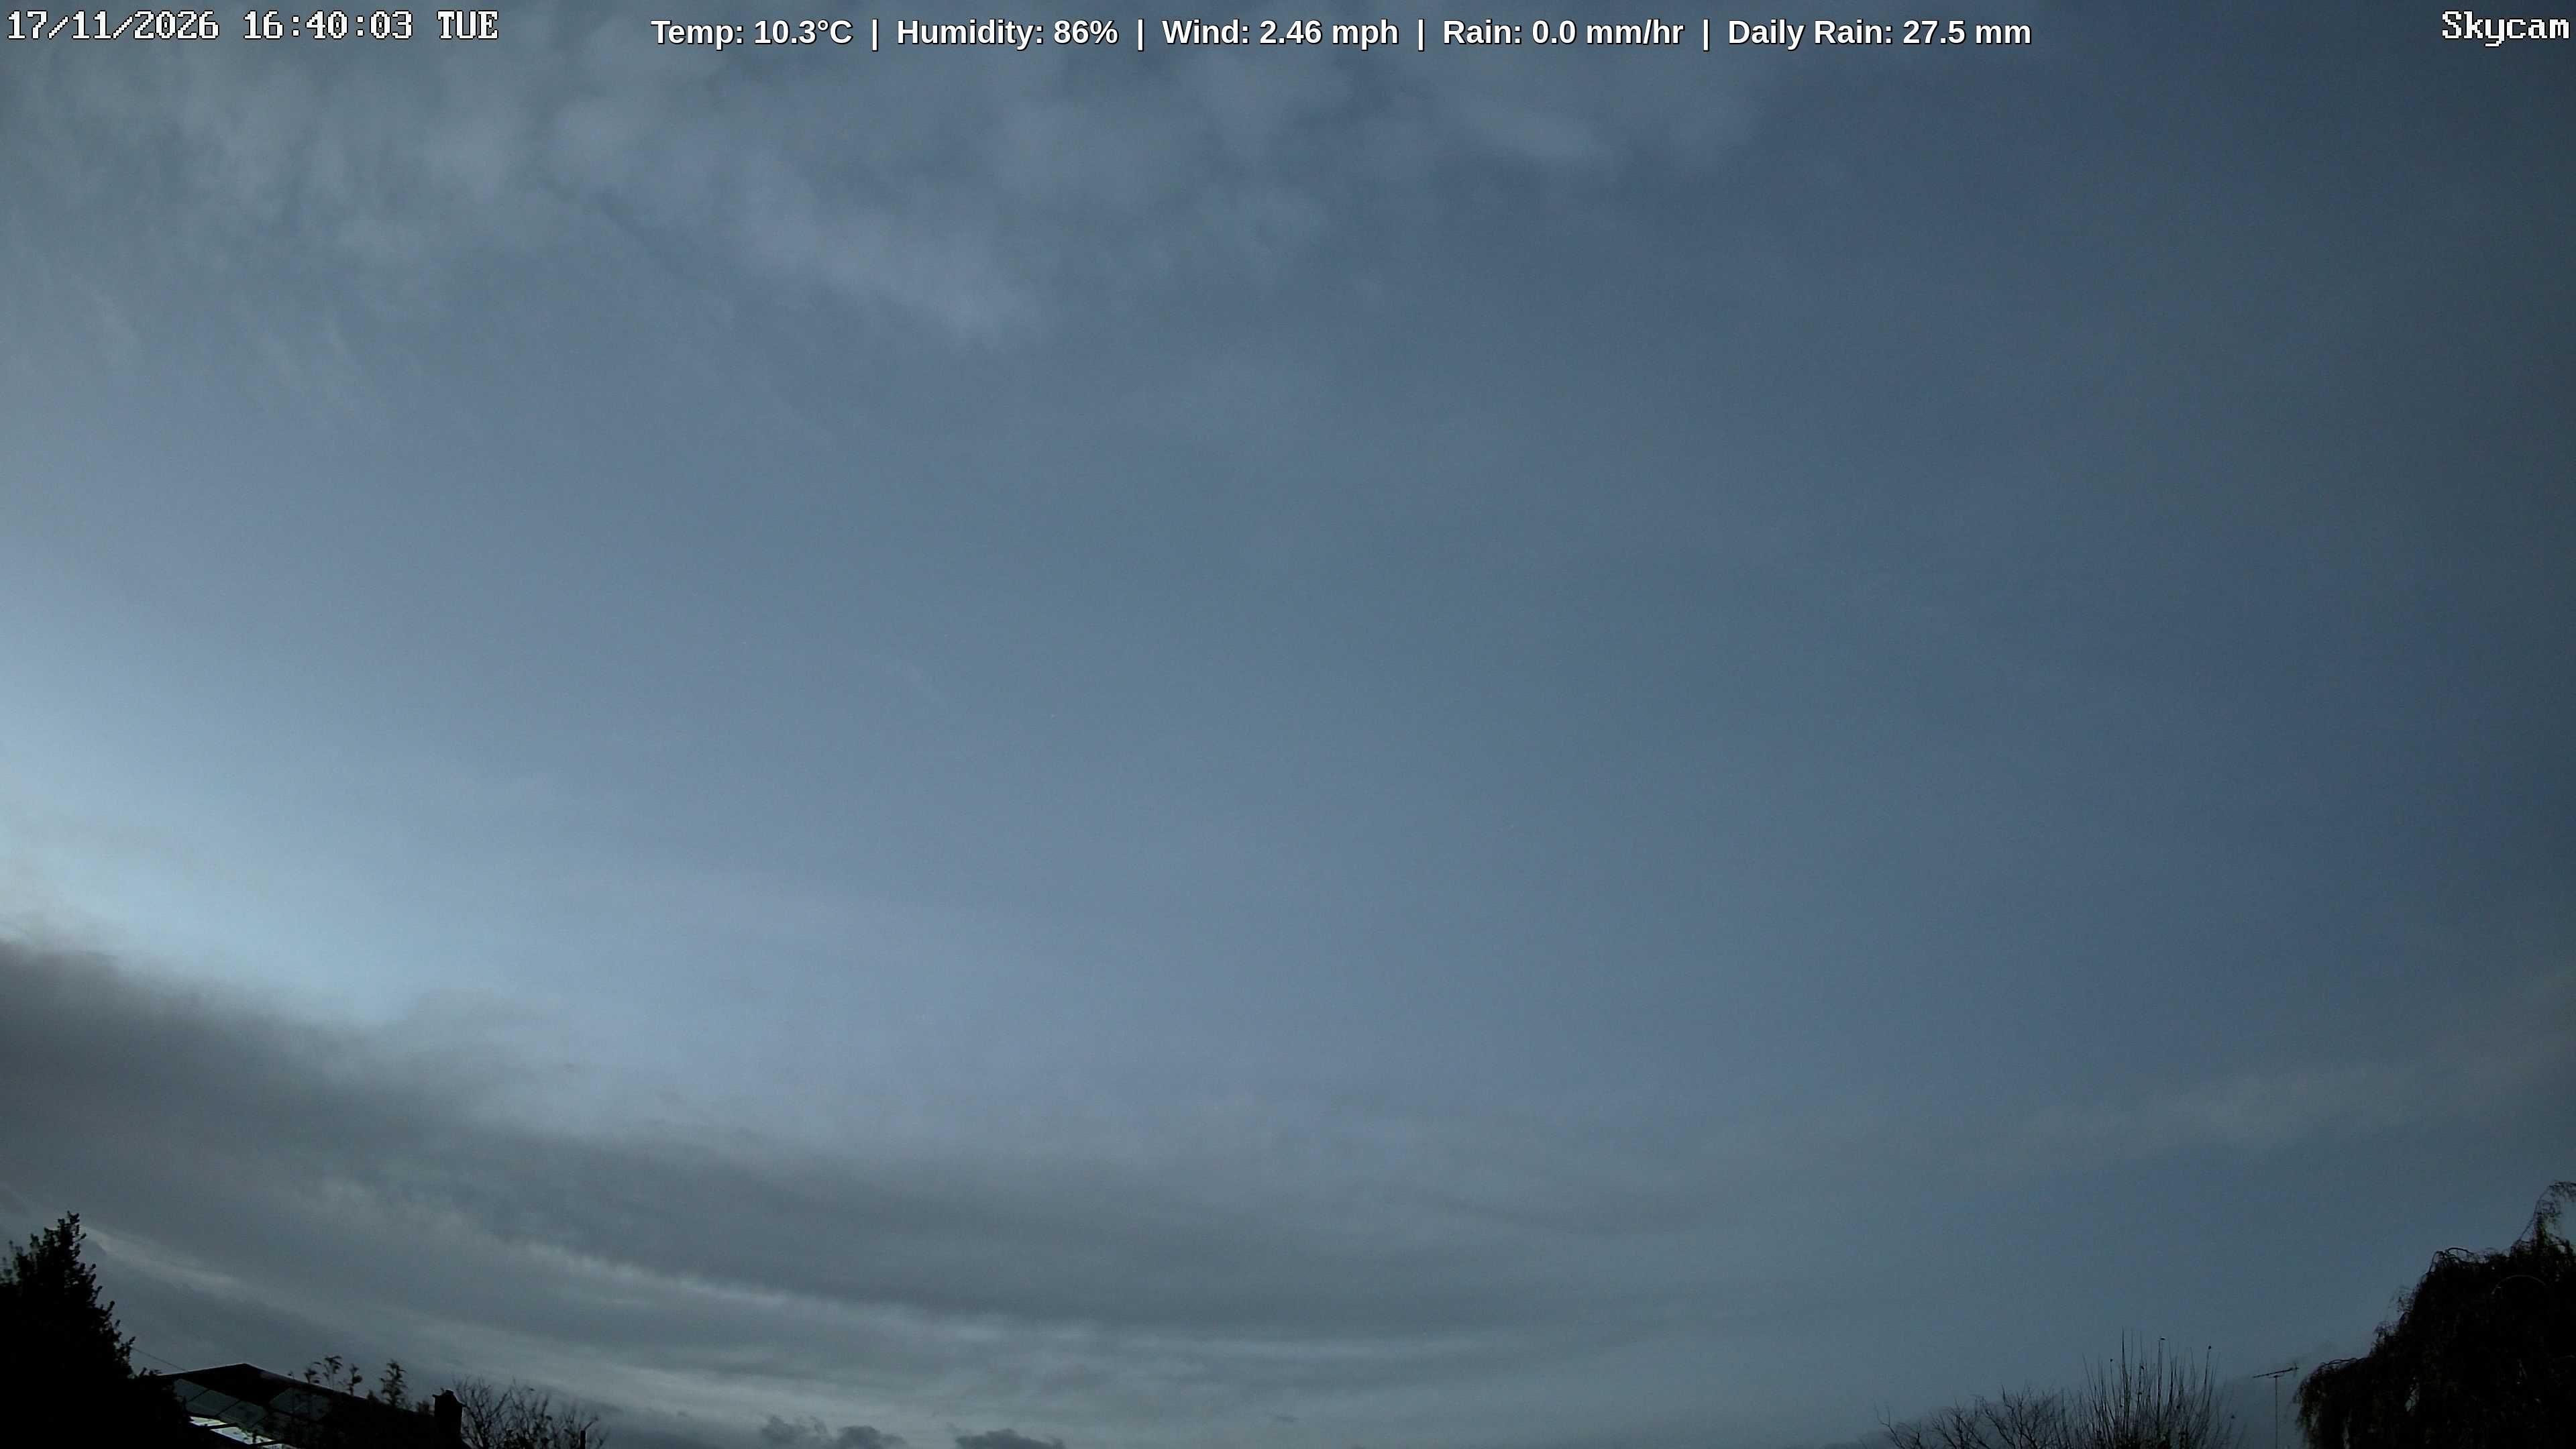 17/11/2026 16:40:03 TUE
Temp: 10.3°C | Humidity: 86% | Wind: 2.46 mph | Rain: 0.0 mm/hr | Daily Rain: 27.5 mm
Skycam